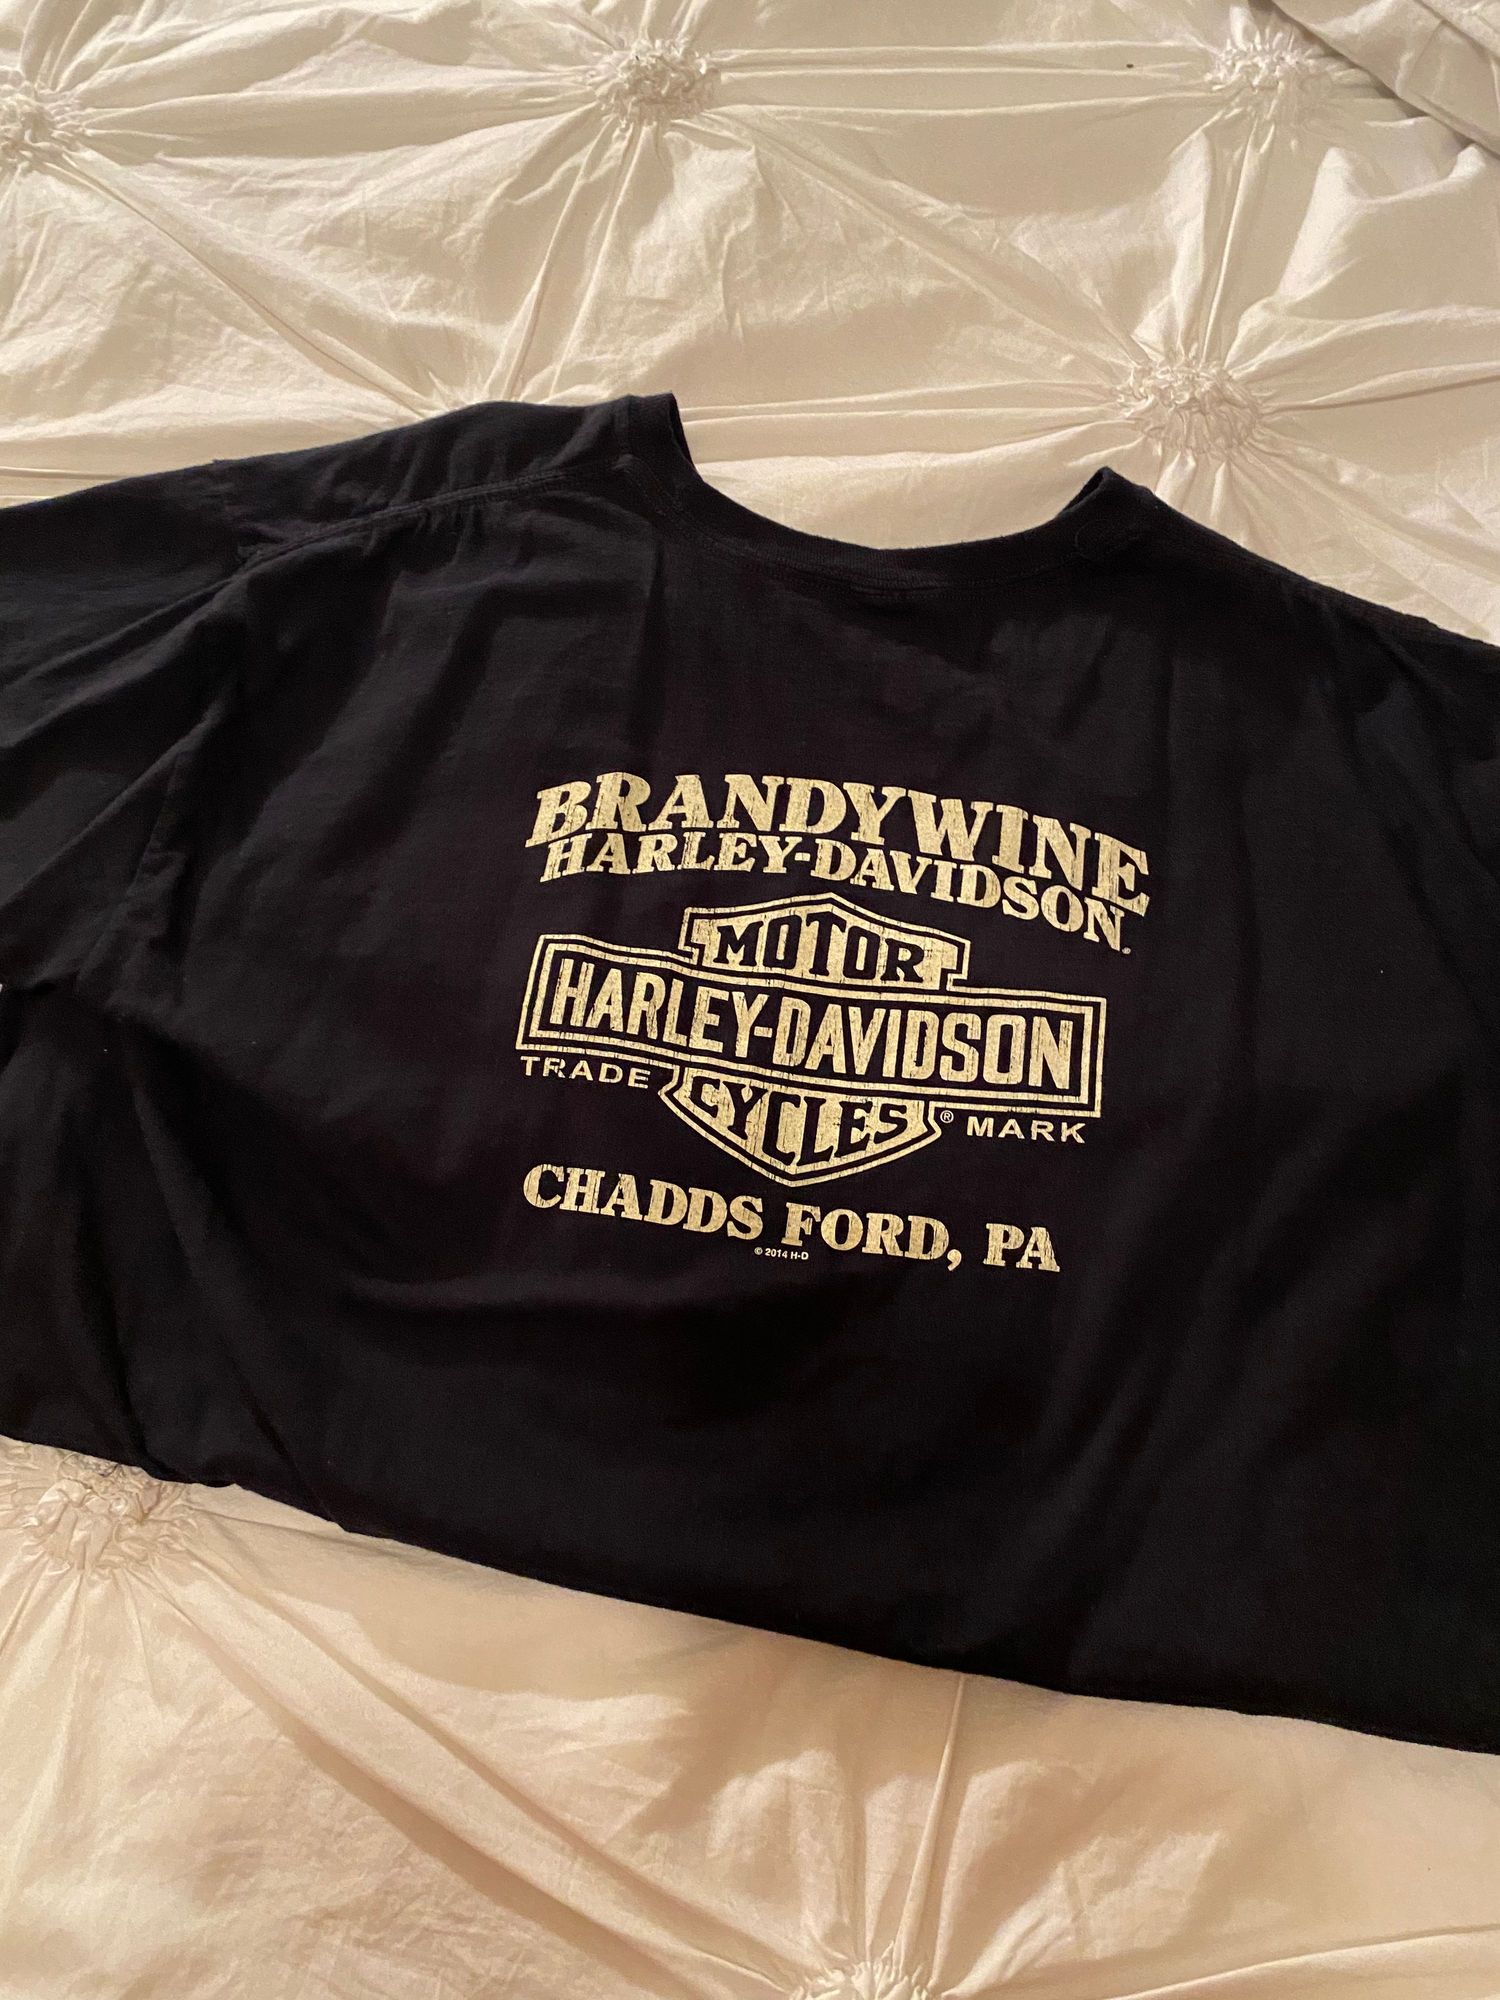 BRANDYWINE
HARLEY-DAVIDSON.
MOTOR
HARLEY-DAVIDSON
TRADE CYCLES ® MARK
CHADDS FORD, PA
© 2014 H-D